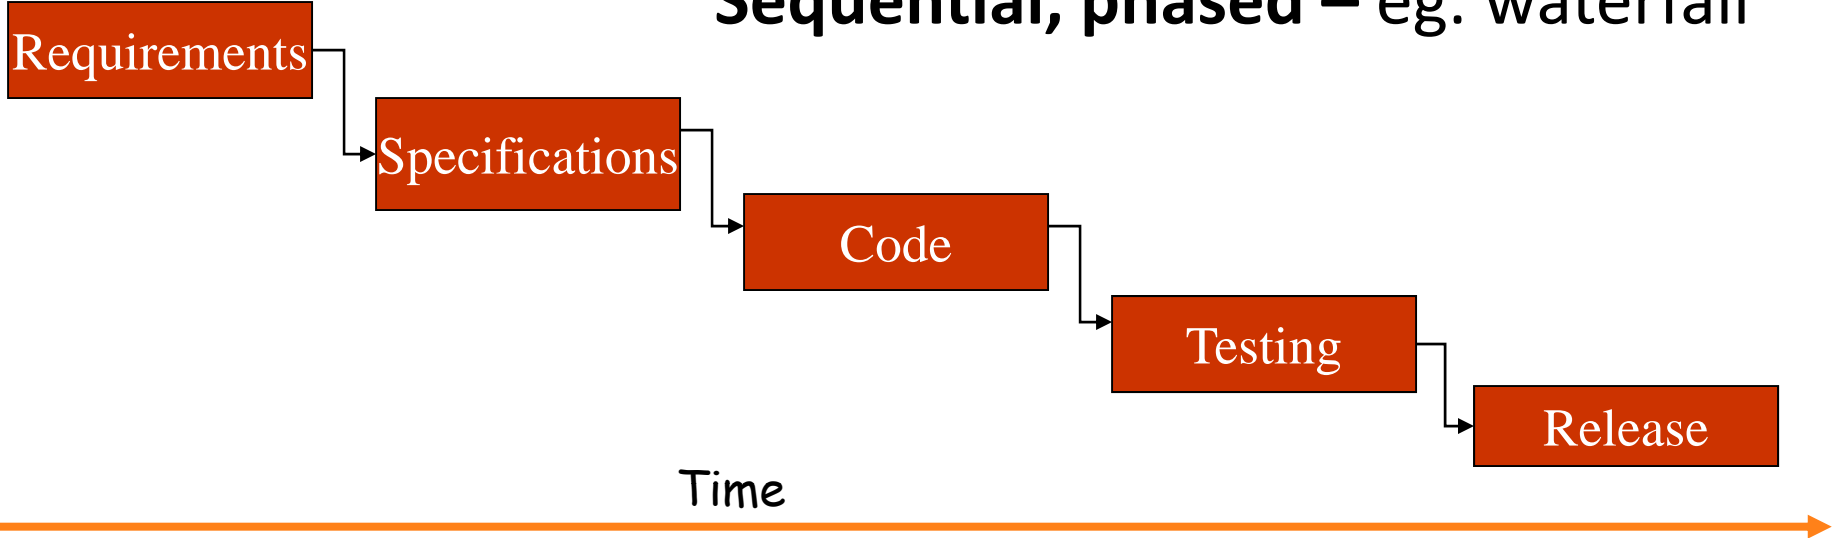 Sequential, phased – eg. waterfall
Requirements
Specifications
Code
Testing
Release
Time